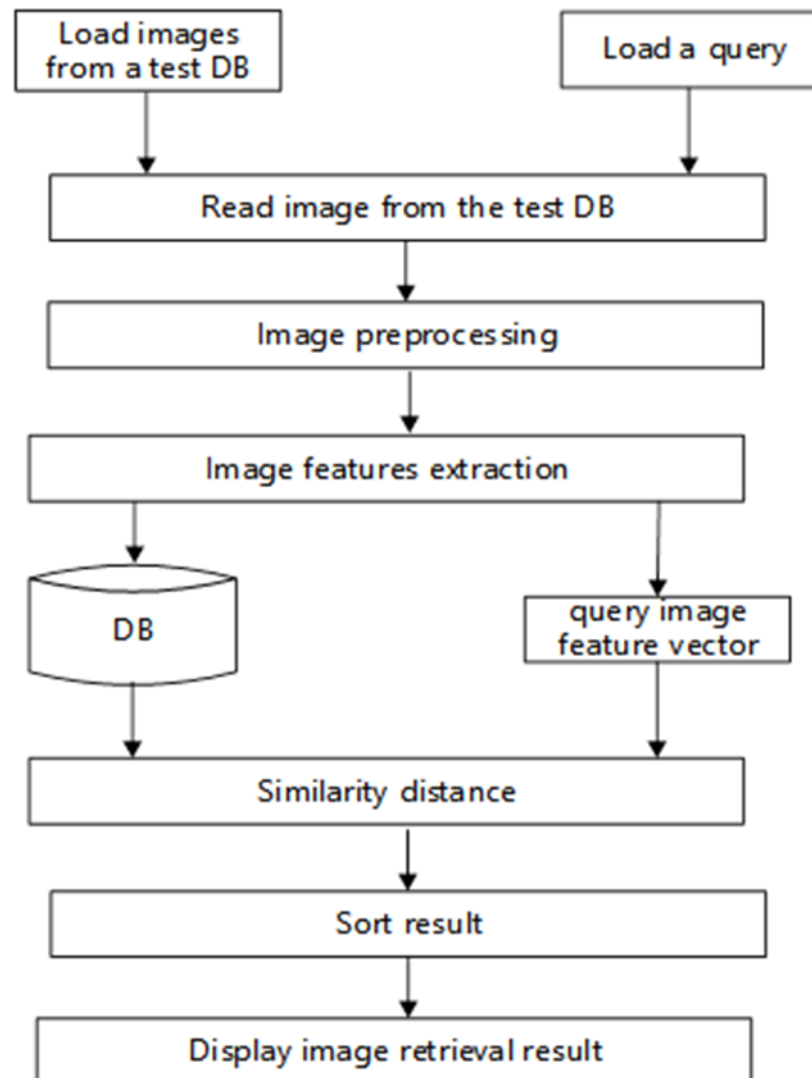 Load images
from a test DB
Load a query
Read image from the test DB
Image preprocessing
Image features extraction
DB
query image
feature vector
Similarity distance
Sort result
Display image retrieval result